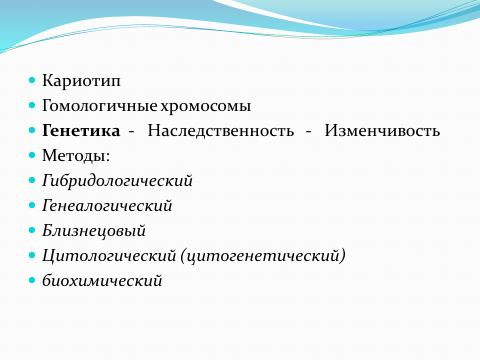 Кариотип
Гомологичные хромосомы
Генетика - Наследственность - Изменчивость
Методы:
Гибридологический
Генеалогический
Близнецовый
Цитологический (цитогенетический)
биохимический